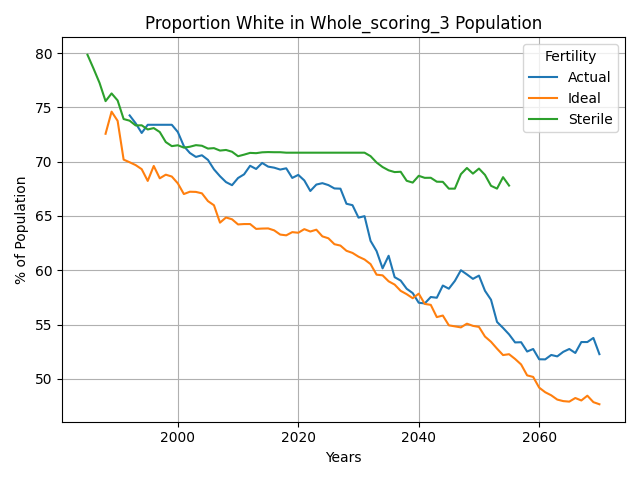 Proportion White in Whole_scoring_3 Population
Fertility
Actual
Ideal
Sterile
% of Population
80
75
70
65
60
55
50
2000
2020
2040
2060
Years